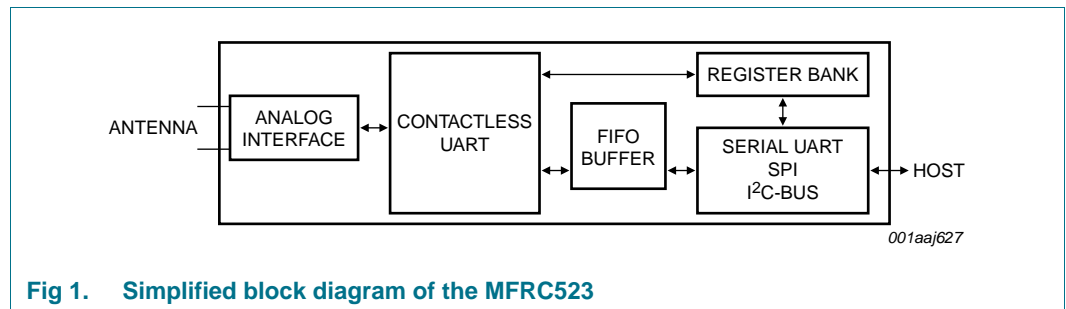 ANTENNA
ANALOG
INTERFACE
CONTACTLESS
UART
FIFO
BUFFER
REGISTER BANK
SERIAL UART
SPI
I²C-BUS
HOST
001aaj627
Fig 1. Simplified block diagram of the MFRC523